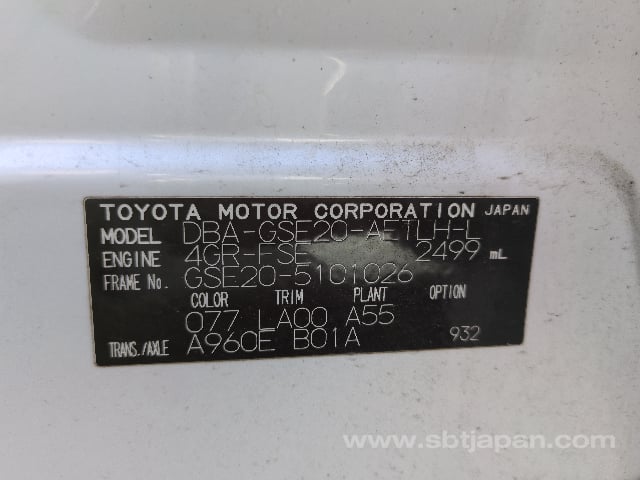 TOYOTA MOTOR CORPORATION JAPAN
MODEL DBA-GSE20-AETLH-L
ENGINE 4GR-FSE 2499 mL
FRAME No. GSE20-5101026
COLOR TRIM PLANT OPTION
077 LA00 A55
TRANS./AXLE A960E B01A 932
www.sbtjapan.com